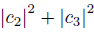 |c₂|² + |c₃|²